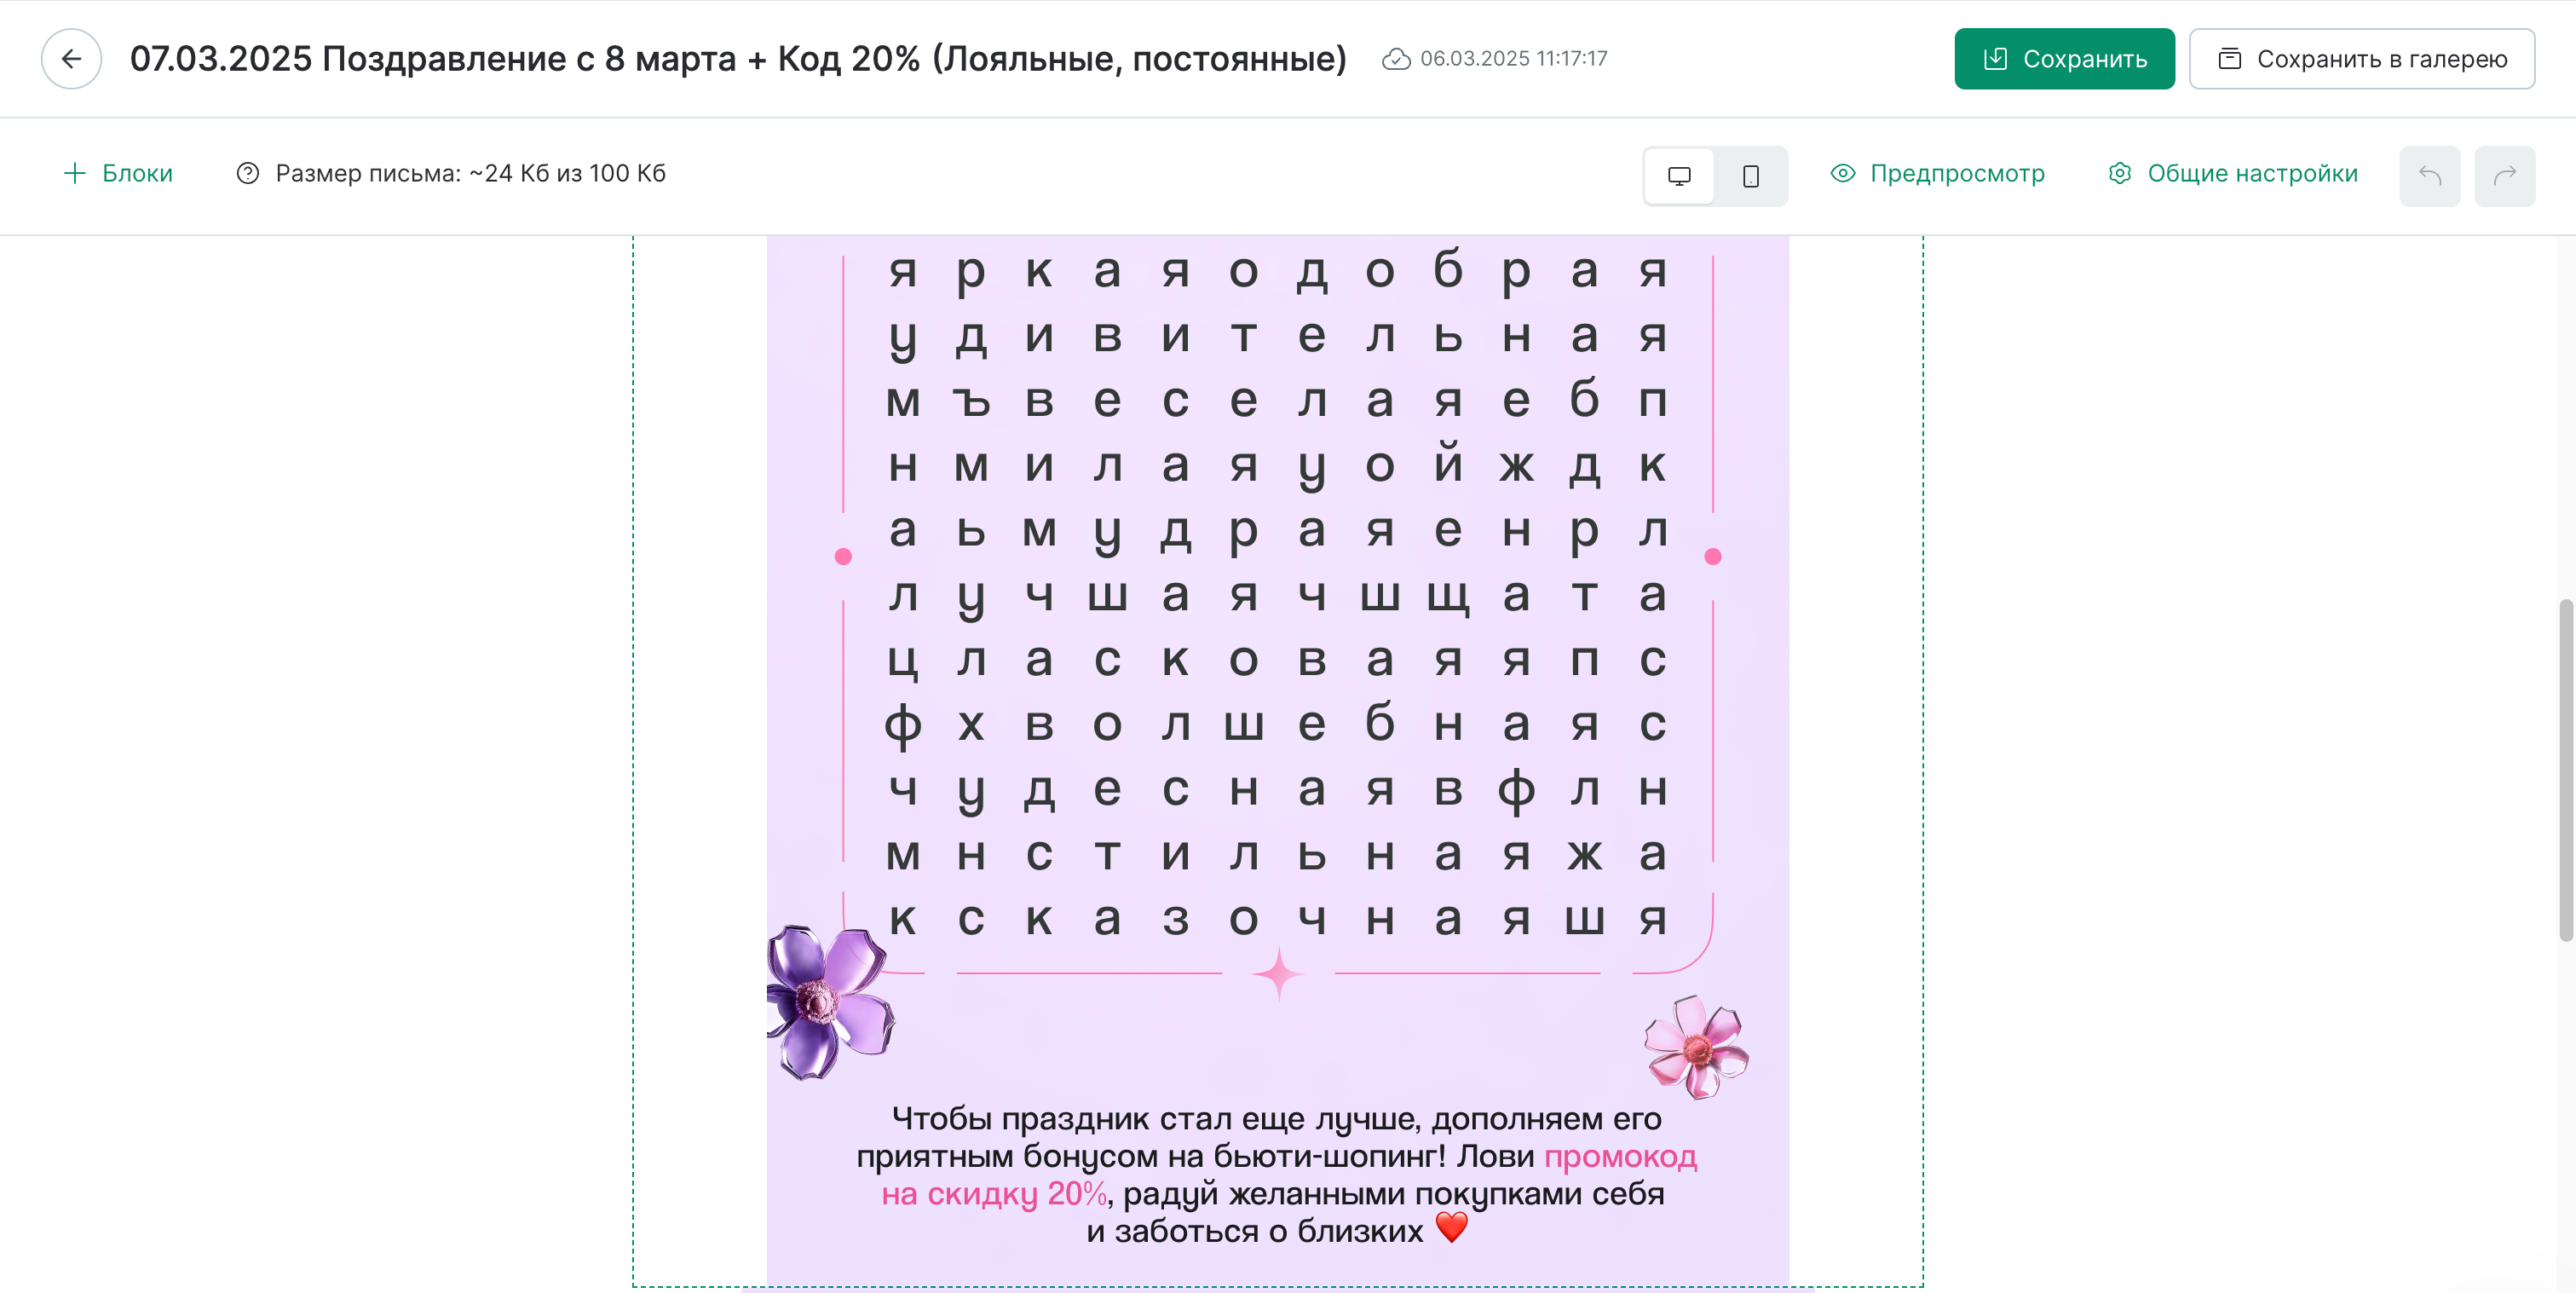 07.03.2025 Поздравление с 8 марта + Код 20% (Лояльные, постоянные)
06.03.2025 11:17:17
Сохранить
Сохранить в галерею
Блоки
Размер письма: ~24 Кб из 100 Кб
Предпросмотр
Общие настройки
я р к а я о д о б р а я
у д и в и т е л ь н а я
м ъ в е с е л а я е б п
н м и л а я у о й ж д к
а ь м у д р а я е н р л
л у ч ш а я ч ш щ а т а
ц л а с к о в а я я п с
ф х в о л ш е б н а я с
ч у д е с н а я в ф л н
м н с т и л ь н а я ж а
к с к а з о ч н а я ш я
Чтобы праздник стал еще лучше, дополняем его
приятным бонусом на бьюти-шопинг! Лови промокод
на скидку 20%, радуй желанными покупками себя
и заботься о близких ❤️